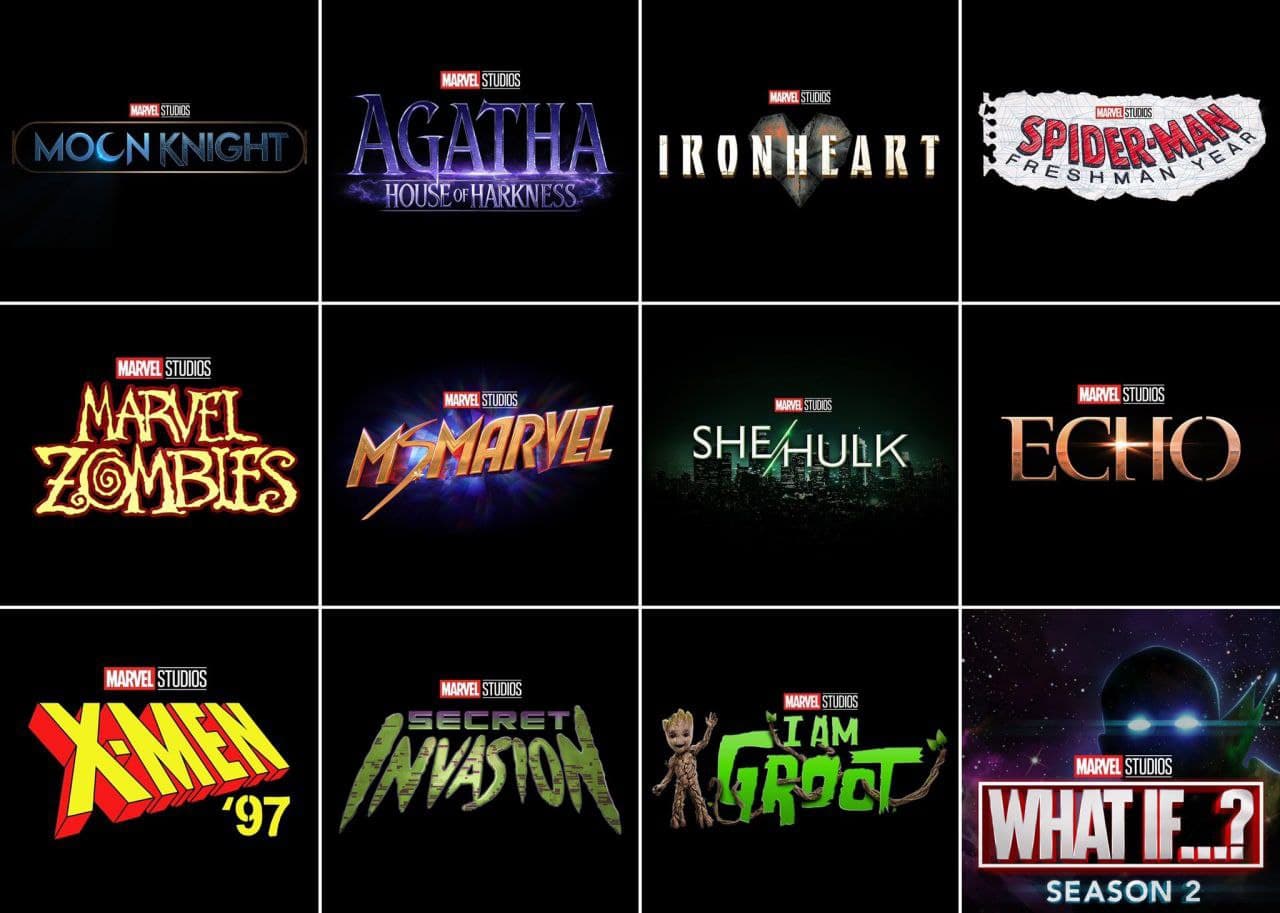 MARVEL STUDIOS
MOON KNIGHT
MARVEL STUDIOS
AGATHA
HOUSE OF HARKNESS
MARVEL STUDIOS
IRONHEART
MARVEL STUDIOS
SPIDER-MAN
FRESHMAN YEAR
MARVEL STUDIOS
MARVEL
ZOMBIES
MARVEL STUDIOS
MS MARVEL
MARVEL STUDIOS
SHE/HULK
MARVEL STUDIOS
ECHO
MARVEL STUDIOS
X-MEN
'97
MARVEL STUDIOS
SECRET
INVASION
MARVEL STUDIOS
I AM
GROOT
MARVEL STUDIOS
WHAT IF...?
SEASON 2